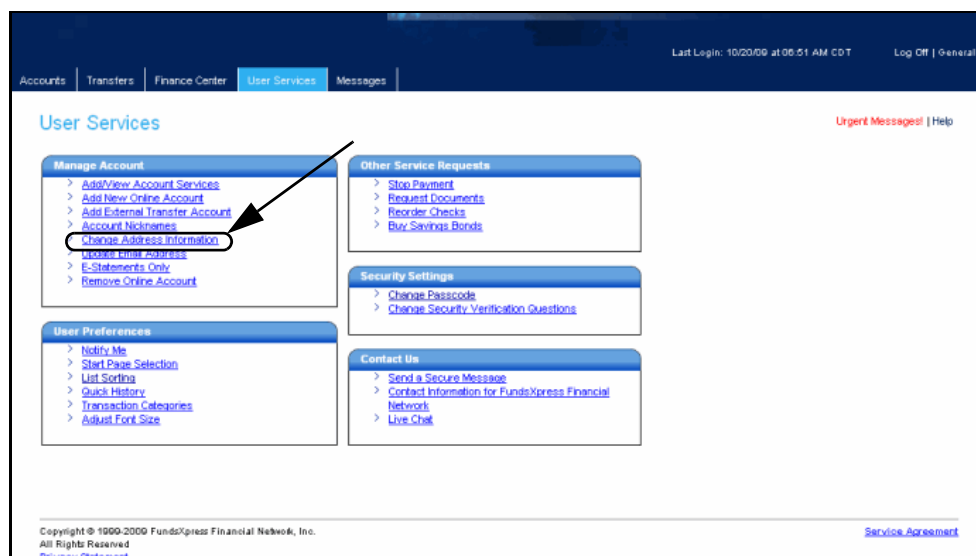 Last Login: 10/20/09 at 06:51 AM CDT
Log Off | General
Accounts
Transfers
Finance Center
User Services
Messages
User Services
Urgent Messages! | Help
Manage Account
> Add/View Account Services
> Add New Online Account
> Add External Transfer Account
> Account Nicknames
> Change Address Information
> Update Email Address
> E-Statements Only
> Remove Online Account
User Preferences
> Notify Me
> Start Page Selection
> List Sorting
> Quick History
> Transaction Categories
> Adjust Font Size
Other Service Requests
> Stop Payment
> Request Documents
> Reorder Checks
> Buy Savings Bonds
Security Settings
> Change Passcode
> Change Security Verification Questions
Contact Us
> Send a Secure Message
> Contact Information for FundsXpress Financial
Network
> Live Chat
Copyright © 1999-2009 FundsXpress Financial Network, Inc.
All Rights Reserved
Privacy Statement
Service Agreement